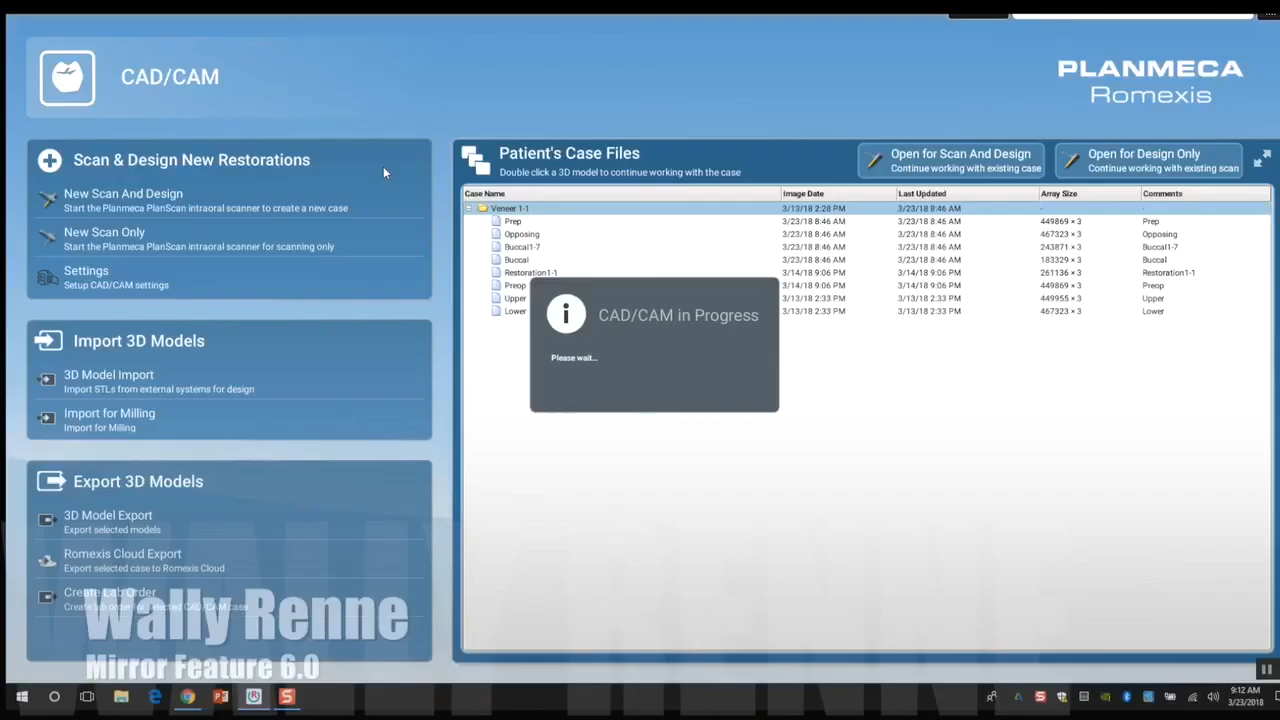 CAD/CAM
PLANMECA
Romexis
Scan & Design New Restorations
New Scan And Design
Start the Planmeca PlanScan intraoral scanner to create a new case
New Scan Only
Start the Planmeca PlanScan intraoral scanner for scanning only
Settings
Setup CAD/CAM settings
Import 3D Models
3D Model Import
Import STLs from external systems for design
Import for Milling
Import for Milling
Export 3D Models
3D Model Export
Export selected models
Romexis Cloud Export
Export selected case to Romexis Cloud
Create Lab Order
Create lab order for selected CAD/CAM case
Patient's Case Files
Double click a 3D model to continue working with the case
Open for Scan And Design
Continue working with existing case
Open for Design Only
Continue working with existing scan
Case Name Image Date Last Updated Array Size Comments
Veneer 1-1 3/13/18 2:28 PM 3/23/18 8:46 AM
Prep 3/23/18 8:46 AM 3/23/18 8:46 AM 449869 × 3 Prep
Opposing 3/23/18 8:46 AM 3/23/18 8:46 AM 467323 × 3 Opposing
Buccal1-7 3/23/18 8:46 AM 3/23/18 8:46 AM 243871 × 3 Buccal1-7
Buccal 3/23/18 8:46 AM 3/23/18 8:46 AM 183329 × 3 Buccal
Restoration1-1 3/14/18 9:06 PM 3/14/18 9:06 PM 261136 × 3 Restoration1-1
Preop 3/14/18 9:06 PM 3/14/18 9:06 PM 449869 × 3 Preop
Upper 3/13/18 2:33 PM 3/13/18 2:33 PM 449955 × 3 Upper
Lower 3/13/18 2:33 PM 3/13/18 2:33 PM 467323 × 3 Lower
CAD/CAM in Progress
Please wait...
WALLY RENNE
Wally Renne
Mirror Feature 6.0
9:12 AM
3/23/2018